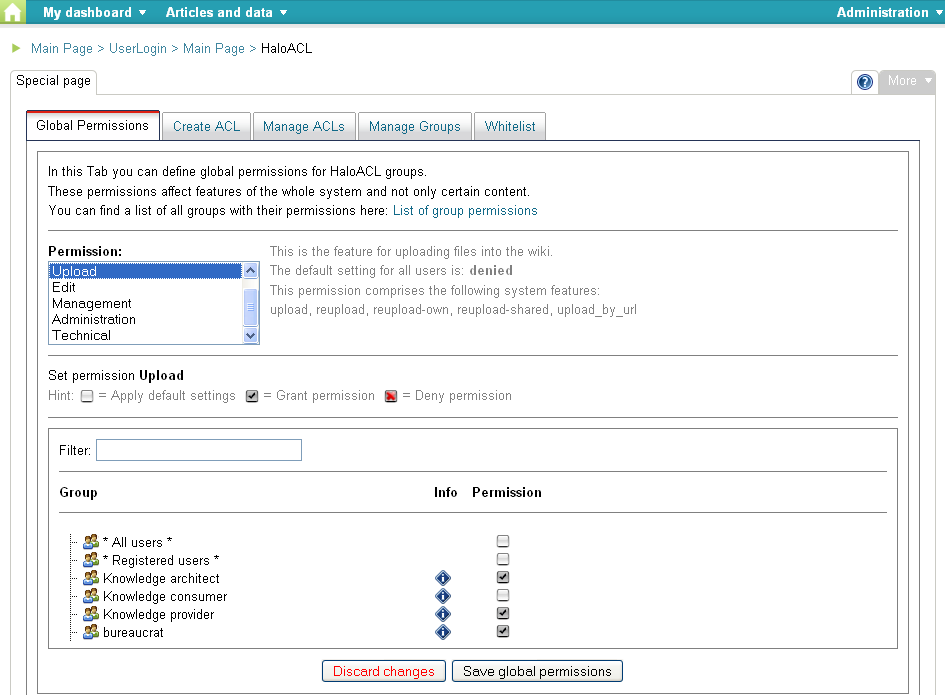 My dashboard Articles and data Administration
Main Page > UserLogin > Main Page > HaloACL
Special page ? More
Global Permissions Create ACL Manage ACLs Manage Groups Whitelist
In this Tab you can define global permissions for HaloACL groups.
These permissions affect features of the whole system and not only certain content.
You can find a list of all groups with their permissions here: List of group permissions
Permission:
Upload
Edit
Management
Administration
Technical
This is the feature for uploading files into the wiki.
The default setting for all users is: denied
This permission comprises the following system features:
upload, reupload, reupload-own, reupload-shared, upload_by_url
Set permission Upload
Hint: = Apply default settings = Grant permission = Deny permission
Filter:
Group Info Permission
* All users *
* Registered users *
Knowledge architect
Knowledge consumer
Knowledge provider
bureaucrat
Discard changes Save global permissions